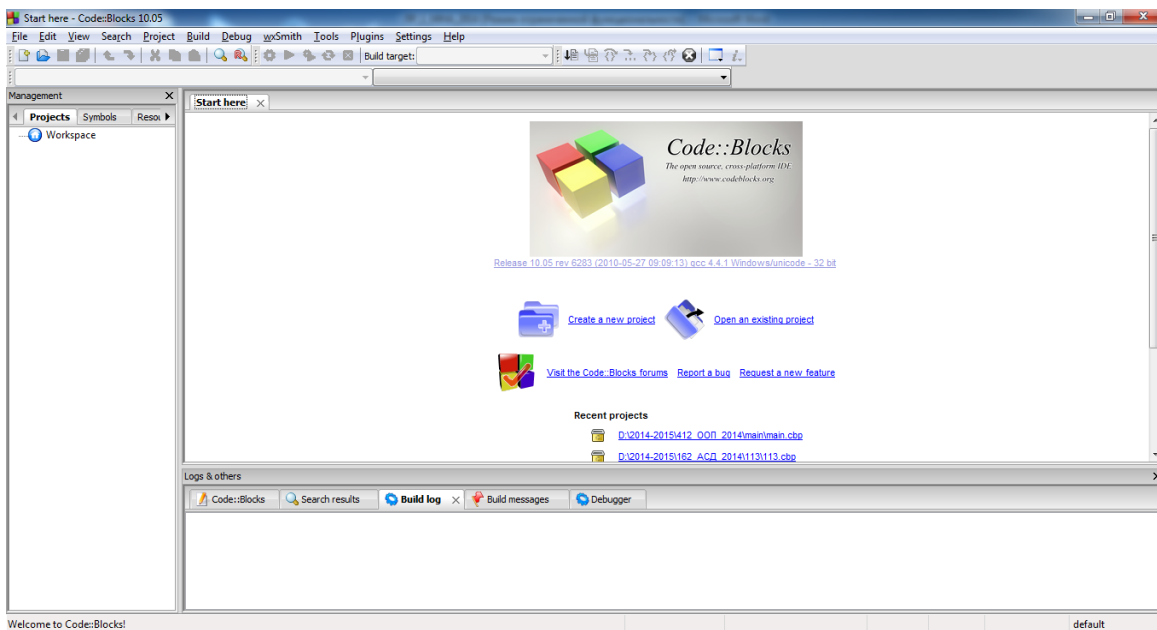 Start here - Code::Blocks 10.05
File Edit View Search Project Build Debug wxSmith Tools Plugins Settings Help
Build target:
Management
Projects Symbols Resou
Workspace
Start here
Code::Blocks
The open source, cross-platform IDE
http://www.codeblocks.org
Release 10.05 rev 6283 (2010-05-27 09:09:13) gcc 4.4.1 Windows/unicode - 32 bit
Create a new project Open an existing project
Visit the Code::Blocks forums Report a bug Request a new feature
Recent projects
D:\2014-2015\412_ООП_2014\main\main.cbp
D:\2014-2015\162_АСД_2014\113\113.cbp
Logs & others
Code::Blocks Search results Build log Build messages Debugger
Welcome to Code::Blocks!
default